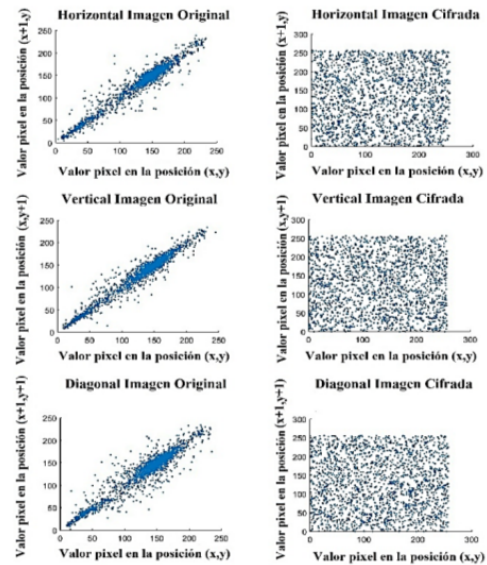 Horizontal Imagen Original
Valor pixel en la posición (x+1,y)
250
200
150
100
50
0
0 50 100 150 200 250
Valor pixel en la posición (x,y)
Horizontal Imagen Cifrada
Valor pixel en la posición (x+1,y)
300
250
200
150
100
50
0
0 100 200 300
Valor pixel en la posición (x,y)
Vertical Imagen Original
Valor pixel en la posición (x,y+1)
250
200
150
100
50
0
0 50 100 150 200 250
Valor pixel en la posición (x,y)
Vertical Imagen Cifrada
Valor pixel en la posición (x,y+1)
300
250
200
150
100
50
0
0 100 200 300
Valor pixel en la posición (x,y)
Diagonal Imagen Original
Valor pixel en la posición (x+1,y+1)
250
200
150
100
50
0
0 50 100 150 200 250
Valor pixel en la posición (x,y)
Diagonal Imagen Cifrada
Valor pixel en la posición (x+1,y+1)
300
250
200
150
100
50
0
0 100 200 300
Valor pixel en la posición (x,y)